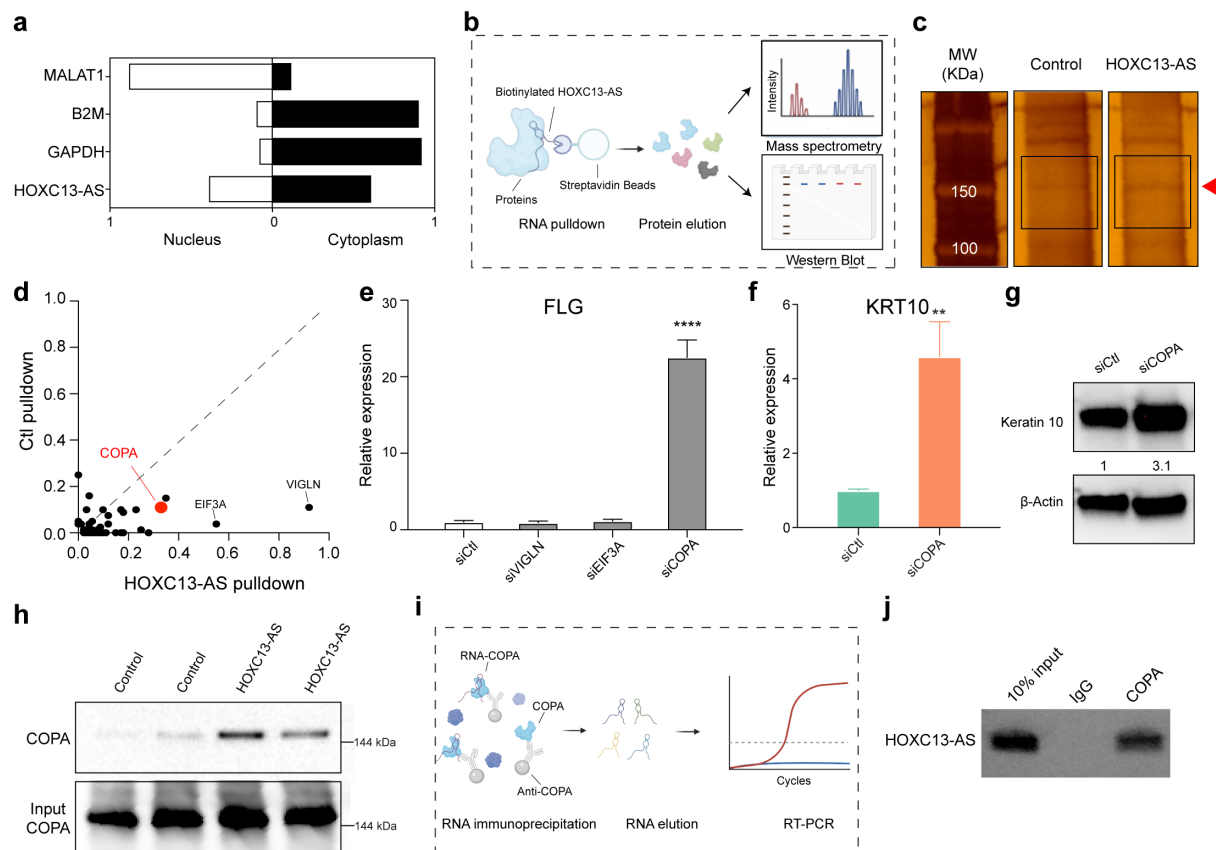 a
MALAT1
B2M
GAPDH
HOXC13-AS
1
0
1
Nucleus
Cytoplasm
b
Biotinylated HOXC13-AS
Proteins
Streptavidin Beads
RNA pulldown
Protein elution
Intensity
Mass spectrometry
Western Blot
c
MW
(KDa)
Control
HOXC13-AS
150
100
d
Ctl pulldown
1.0
0.8
0.6
0.4
0.2
0.0
COPA
EIF3A
VIGLN
0.0
0.2
0.4
0.6
0.8
1.0
HOXC13-AS pulldown
e
FLG
Relative expression
30
20
10
0
****
siCtl
siVIGLN
siEIF3A
siCOPA
f
KRT10
Relative expression
6
4
2
0
**
siCtl
siCOPA
g
siCtl
siCOPA
Keratin 10
1
3.1
β-Actin
h
Control
Control
HOXC13-AS
HOXC13-AS
COPA
144 kDa
Input
COPA
144 kDa
i
RNA-COPA
COPA
Anti-COPA
RNA immunoprecipitation
RNA elution
Cycles
RT-PCR
j
10% input
IgG
COPA
HOXC13-AS